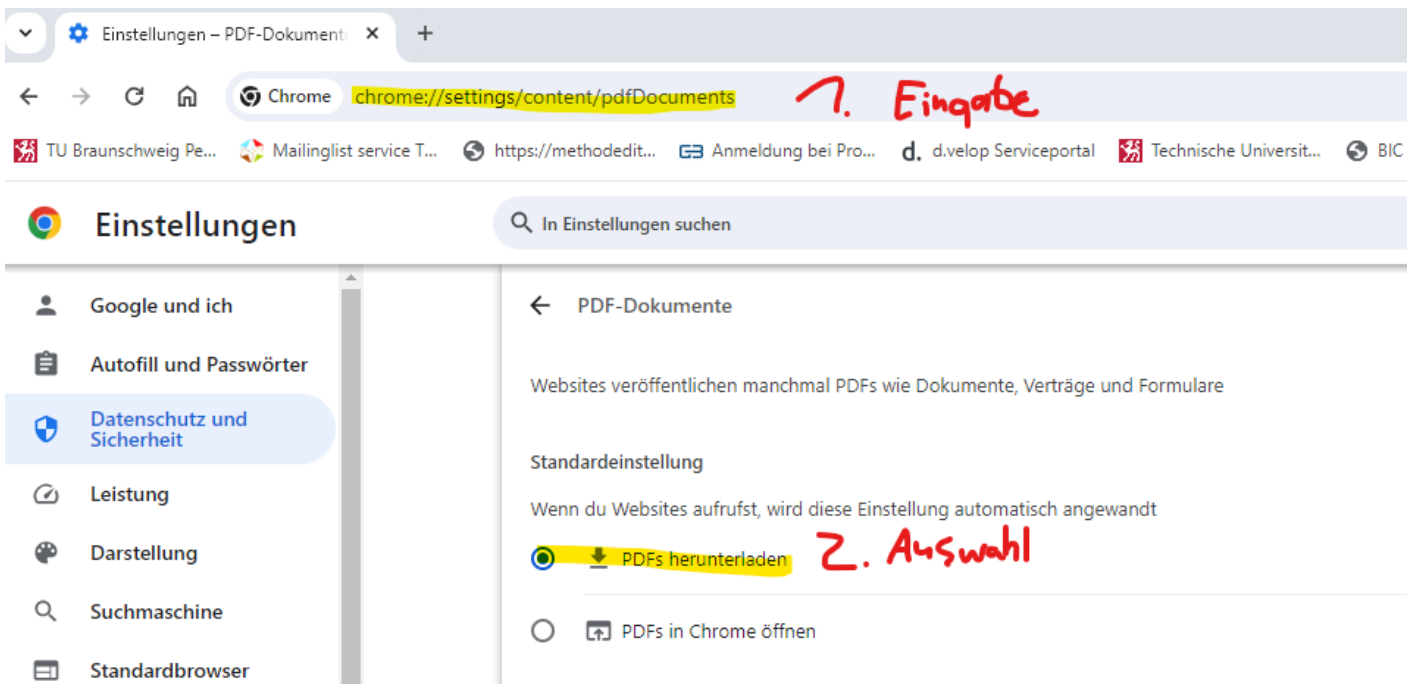 Einstellungen – PDF-Dokument
chrome://settings/content/pdfDocuments
Chrome
1. Eingabe
TU Braunschweig Pe... Mailinglist service T... https://methodedit... Anmeldung bei Pro... d.velop Serviceportal Technische Universit... BIC
Einstellungen
In Einstellungen suchen
Google und ich
Autofill und Passwörter
Datenschutz und
Sicherheit
Leistung
Darstellung
Suchmaschine
Standardbrowser
PDF-Dokumente
Websites veröffentlichen manchmal PDFs wie Dokumente, Verträge und Formulare
Standardeinstellung
Wenn du Websites aufrufst, wird diese Einstellung automatisch angewandt
PDFs herunterladen
2. Auswahl
PDFs in Chrome öffnen